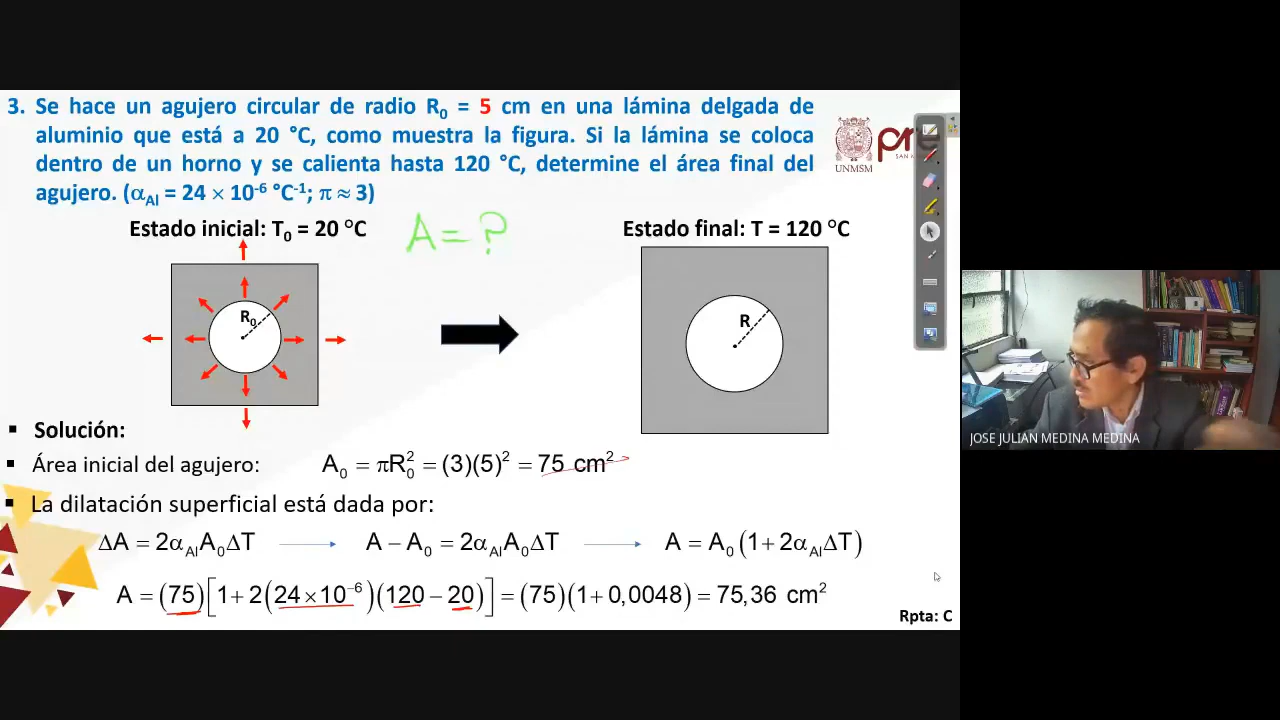 3. Se hace un agujero circular de radio R₀ = 5 cm en una lámina delgada de
aluminio que está a 20 °C, como muestra la figura. Si la lámina se coloca
dentro de un horno y se calienta hasta 120 °C, determine el área final del
agujero. (αAl = 24 × 10⁻⁶ °C⁻¹; π ≈ 3)
pre
UNMSM
Estado inicial: T₀ = 20 °C
A = ?
Estado final: T = 120 °C
R₀
R
▪ Solución:
▪ Área inicial del agujero: A₀ = πR₀² = (3)(5)² = 75 cm²
▪ La dilatación superficial está dada por:
ΔA = 2αAlA₀ΔT → A − A₀ = 2αAlA₀ΔT → A = A₀ (1 + 2αAlΔT)
A = (75)[1 + 2(24×10⁻⁶)(120 − 20)] = (75)(1 + 0,0048) = 75,36 cm²
Rpta: C
JOSE JULIAN MEDINA MEDINA